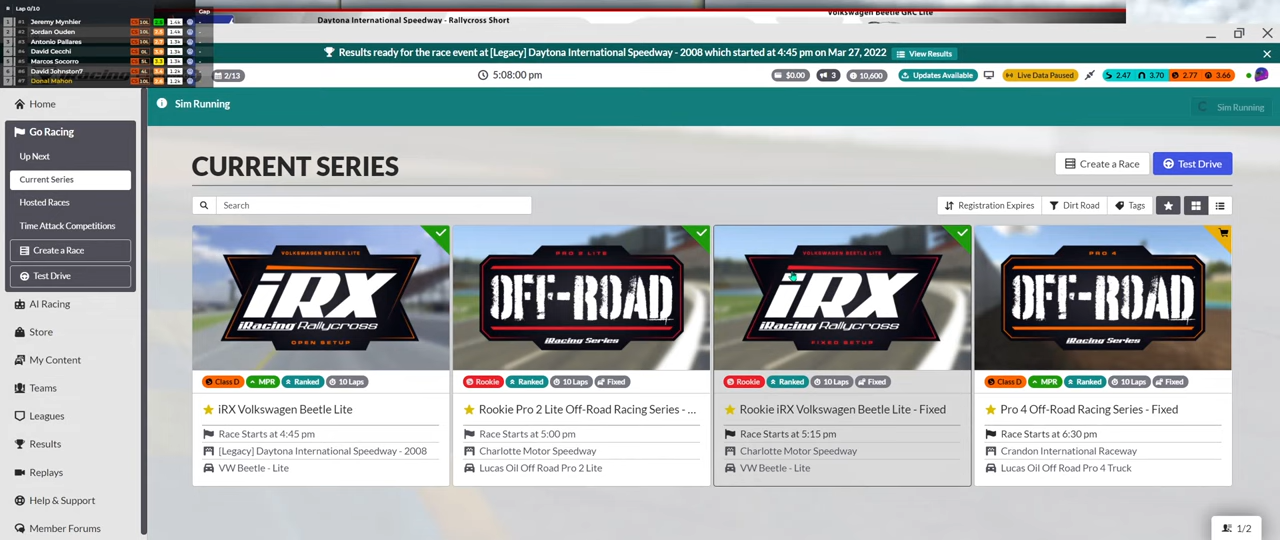 Daytona International Speedway - Rallycross Short
Volkswagen Beetle GRC Lite
Lap 0/10
Gap
#1 Jeremy Mynhier
#2 Jordan Ouden
#3 Antonio Pallares
#4 David Cecchi
#5 Marcos Socorro
#6 David Johnston7
#7 Donal Mahon
Results ready for the race event at [Legacy] Daytona International Speedway - 2008 which started at 4:45 pm on Mar 27, 2022 View Results
2/13
5:08:00 pm
$0.00 3 10,600 Updates Available Live Data Paused 2.47 3.70 2.77 3.66
Sim Running
Sim Running
Home
Go Racing
Up Next
Current Series
Hosted Races
Time Attack Competitions
Create a Race
Test Drive
AI Racing
Store
My Content
Teams
Leagues
Results
Replays
Help & Support
Member Forums
CURRENT SERIES
Create a Race
Test Drive
Search
Registration Expires
Dirt Road
Tags
VOLKSWAGEN BEETLE LITE
iRX
iRacing Rallycross
OPEN SETUP
Class D MPR Ranked 10 Laps
iRX Volkswagen Beetle Lite
Race Starts at 4:45 pm
[Legacy] Daytona International Speedway - 2008
VW Beetle - Lite
PRO 2 LITE
OFF-ROAD
iRacing Series
Rookie Ranked 10 Laps Fixed
Rookie Pro 2 Lite Off-Road Racing Series - ...
Race Starts at 5:00 pm
Charlotte Motor Speedway
Lucas Oil Off Road Pro 2 Lite
VOLKSWAGEN BEETLE LITE
iRX
iRacing Rallycross
FIXED SETUP
Rookie Ranked 10 Laps Fixed
Rookie iRX Volkswagen Beetle Lite - Fixed
Race Starts at 5:15 pm
Charlotte Motor Speedway
VW Beetle - Lite
PRO 4
OFF-ROAD
iRacing Series
Class D MPR Ranked 10 Laps Fixed
Pro 4 Off-Road Racing Series - Fixed
Race Starts at 6:30 pm
Crandon International Raceway
Lucas Oil Off Road Pro 4 Truck
1/2